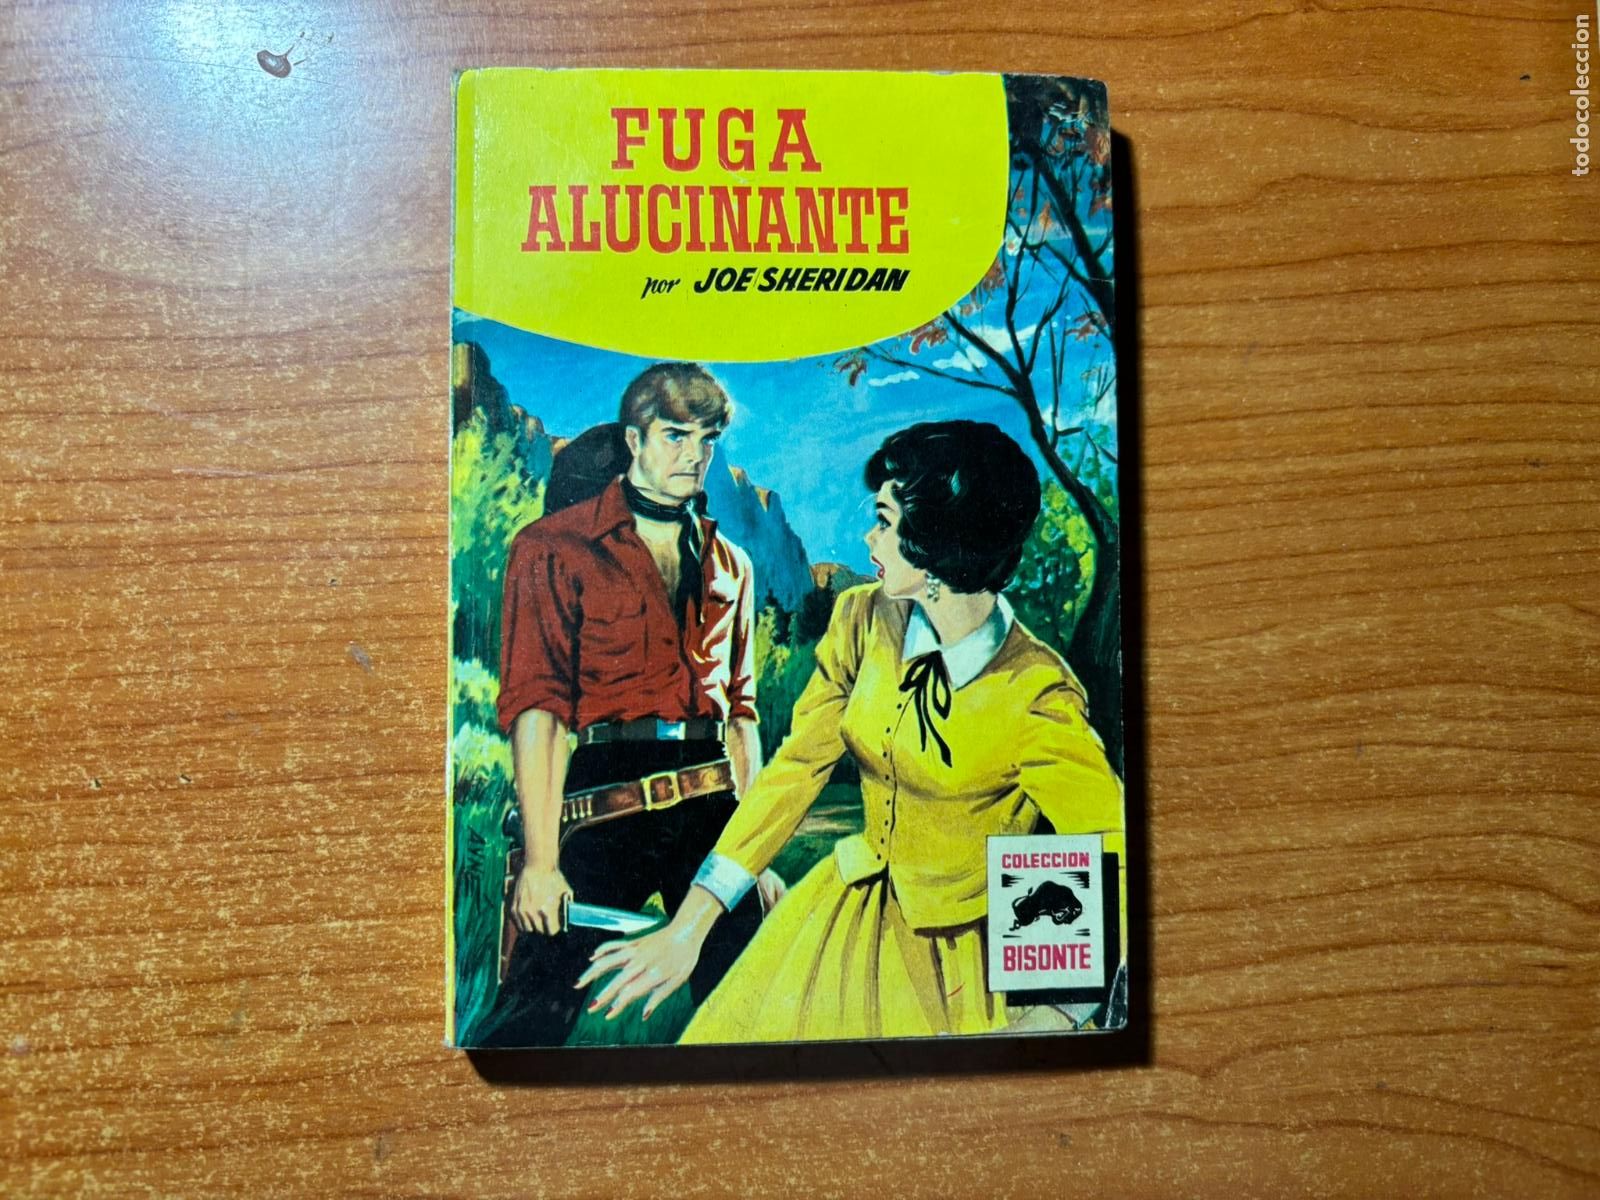 FUGA
ALUCINANTE
por JOE SHERIDAN
COLECCION
BISONTE
todocoleccion